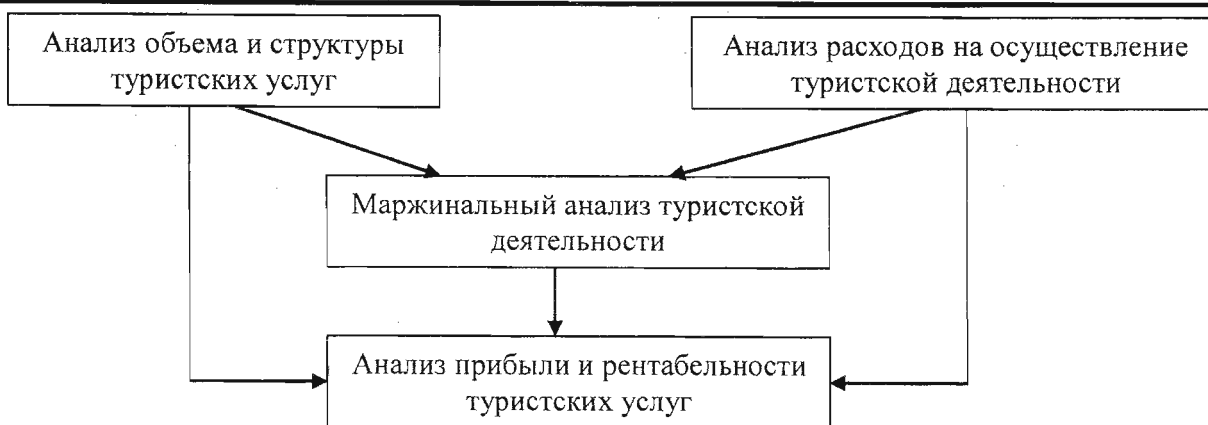 Анализ объема и структуры
туристских услуг
Анализ расходов на осуществление
туристской деятельности
Маржинальный анализ туристской
деятельности
Анализ прибыли и рентабельности
туристских услуг